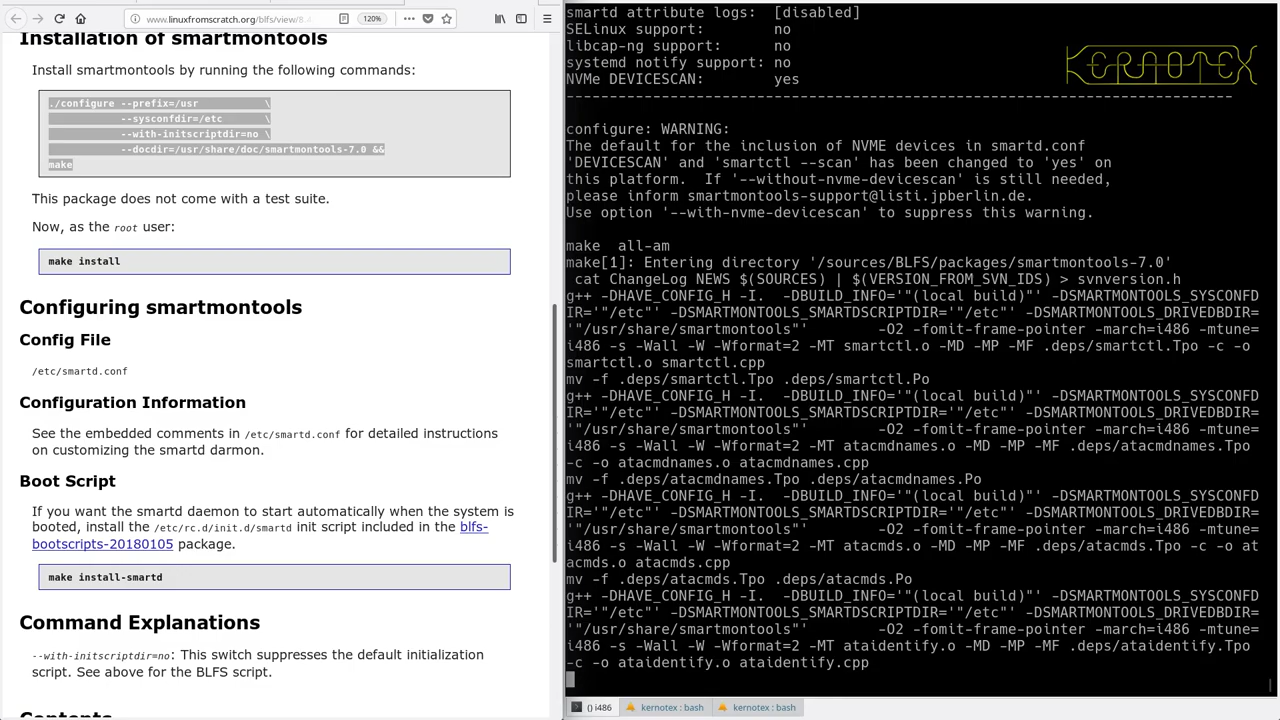 www.linuxfromscratch.org/blfs/view/8.4
120%
Installation of smartmontools
Install smartmontools by running the following commands:
./configure --prefix=/usr \
--sysconfdir=/etc \
--with-initscriptdir=no \
--docdir=/usr/share/doc/smartmontools-7.0 &&
make
This package does not come with a test suite.
Now, as the root user:
make install
Configuring smartmontools
Config File
/etc/smartd.conf
Configuration Information
See the embedded comments in /etc/smartd.conf for detailed instructions
on customizing the smartd darmon.
Boot Script
If you want the smartd daemon to start automatically when the system is
booted, install the /etc/rc.d/init.d/smartd init script included in the blfs-
bootscripts-20180105 package.
make install-smartd
Command Explanations
--with-initscriptdir=no: This switch suppresses the default initialization
script. See above for the BLFS script.
Contents
smartd attribute logs: [disabled]
SELinux support: no
libcap-ng support: no
systemd notify support: no
NVMe DEVICESCAN: yes
--------------------------------------------------------------------------------
configure: WARNING:
The default for the inclusion of NVME devices in smartd.conf
'DEVICESCAN' and 'smartctl --scan' has been changed to 'yes' on
this platform. If '--without-nvme-devicescan' is still needed,
please inform smartmontools-support@listi.jpberlin.de.
Use option '--with-nvme-devicescan' to suppress this warning.
make all-am
make[1]: Entering directory '/sources/BLFS/packages/smartmontools-7.0'
cat ChangeLog NEWS $(SOURCES) | $(VERSION_FROM_SVN_IDS) > svnversion.h
g++ -DHAVE_CONFIG_H -I. -DBUILD_INFO='"(local build)"' -DSMARTMONTOOLS_SYSCONFD
IR='"/etc"' -DSMARTMONTOOLS_SMARTDSCRIPTDIR='"/etc"' -DSMARTMONTOOLS_DRIVEDBDIR=
'"/usr/share/smartmontools"' -O2 -fomit-frame-pointer -march=i486 -mtune=
i486 -s -Wall -W -Wformat=2 -MT smartctl.o -MD -MP -MF .deps/smartctl.Tpo -c -o
smartctl.o smartctl.cpp
mv -f .deps/smartctl.Tpo .deps/smartctl.Po
g++ -DHAVE_CONFIG_H -I. -DBUILD_INFO='"(local build)"' -DSMARTMONTOOLS_SYSCONFD
IR='"/etc"' -DSMARTMONTOOLS_SMARTDSCRIPTDIR='"/etc"' -DSMARTMONTOOLS_DRIVEDBDIR=
'"/usr/share/smartmontools"' -O2 -fomit-frame-pointer -march=i486 -mtune=
i486 -s -Wall -W -Wformat=2 -MT atacmdnames.o -MD -MP -MF .deps/atacmdnames.Tpo
-c -o atacmdnames.o atacmdnames.cpp
mv -f .deps/atacmdnames.Tpo .deps/atacmdnames.Po
g++ -DHAVE_CONFIG_H -I. -DBUILD_INFO='"(local build)"' -DSMARTMONTOOLS_SYSCONFD
IR='"/etc"' -DSMARTMONTOOLS_SMARTDSCRIPTDIR='"/etc"' -DSMARTMONTOOLS_DRIVEDBDIR=
'"/usr/share/smartmontools"' -O2 -fomit-frame-pointer -march=i486 -mtune=
i486 -s -Wall -W -Wformat=2 -MT atacmds.o -MD -MP -MF .deps/atacmds.Tpo -c -o at
acmds.o atacmds.cpp
mv -f .deps/atacmds.Tpo .deps/atacmds.Po
g++ -DHAVE_CONFIG_H -I. -DBUILD_INFO='"(local build)"' -DSMARTMONTOOLS_SYSCONFD
IR='"/etc"' -DSMARTMONTOOLS_SMARTDSCRIPTDIR='"/etc"' -DSMARTMONTOOLS_DRIVEDBDIR=
'"/usr/share/smartmontools"' -O2 -fomit-frame-pointer -march=i486 -mtune=
i486 -s -Wall -W -Wformat=2 -MT ataidentify.o -MD -MP -MF .deps/ataidentify.Tpo
-c -o ataidentify.o ataidentify.cpp
KERNOTEX
() i486
kernotex : bash
kernotex : bash